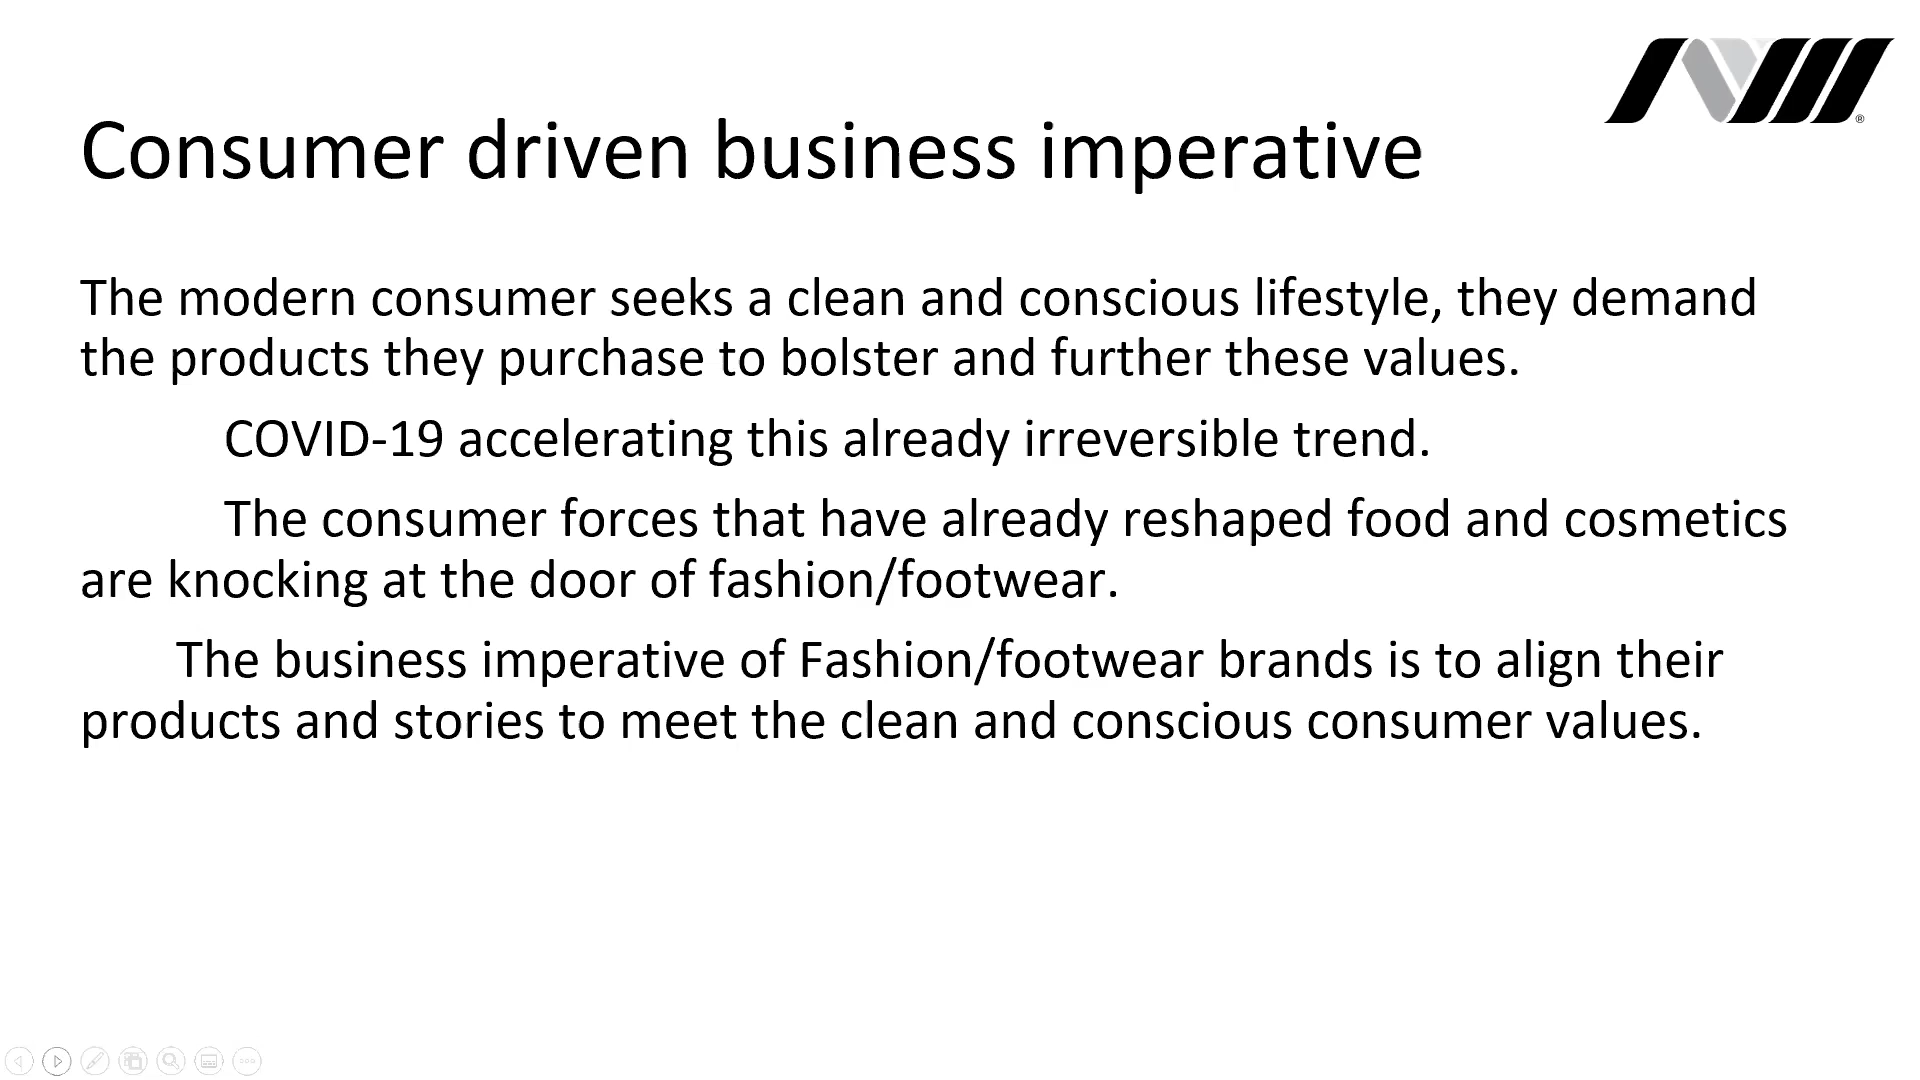 Consumer driven business imperative
The modern consumer seeks a clean and conscious lifestyle, they demand
the products they purchase to bolster and further these values.
COVID-19 accelerating this already irreversible trend.
The consumer forces that have already reshaped food and cosmetics
are knocking at the door of fashion/footwear.
The business imperative of Fashion/footwear brands is to align their
products and stories to meet the clean and conscious consumer values.
®